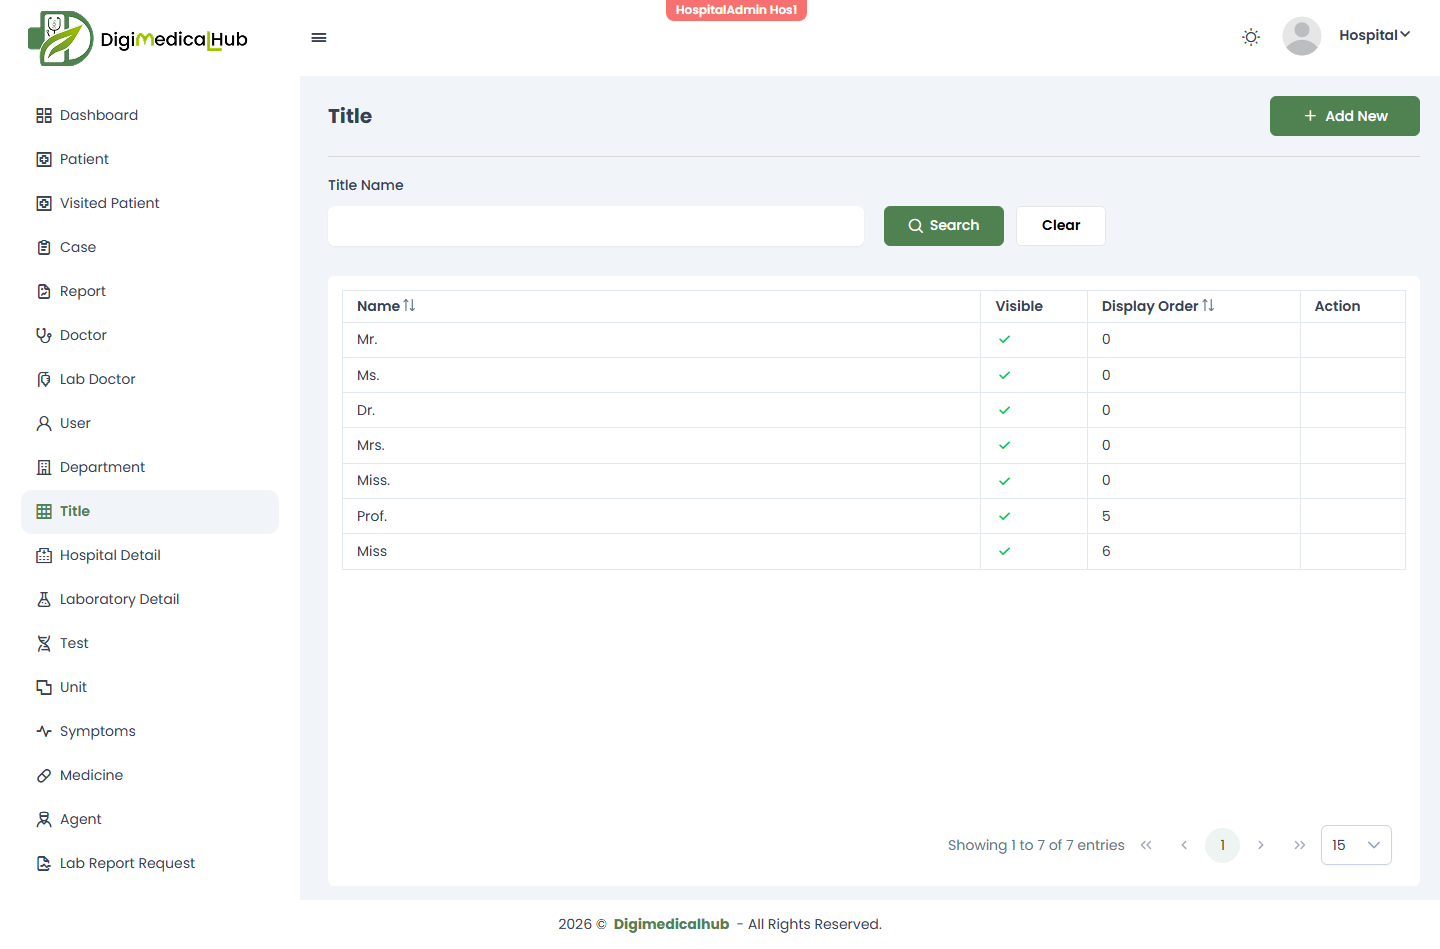 HospitalAdmin Hos1
DigiMedicalHub
Hospital
Dashboard
Patient
Visited Patient
Case
Report
Doctor
Lab Doctor
User
Department
Title
Hospital Detail
Laboratory Detail
Test
Unit
Symptoms
Medicine
Agent
Lab Report Request
Title
Add New
Title Name
Search
Clear
Name Visible Display Order Action
Mr. 0
Ms. 0
Dr. 0
Mrs. 0
Miss. 0
Prof. 5
Miss 6
Showing 1 to 7 of 7 entries 1 15
2026 © Digimedicalhub - All Rights Reserved.